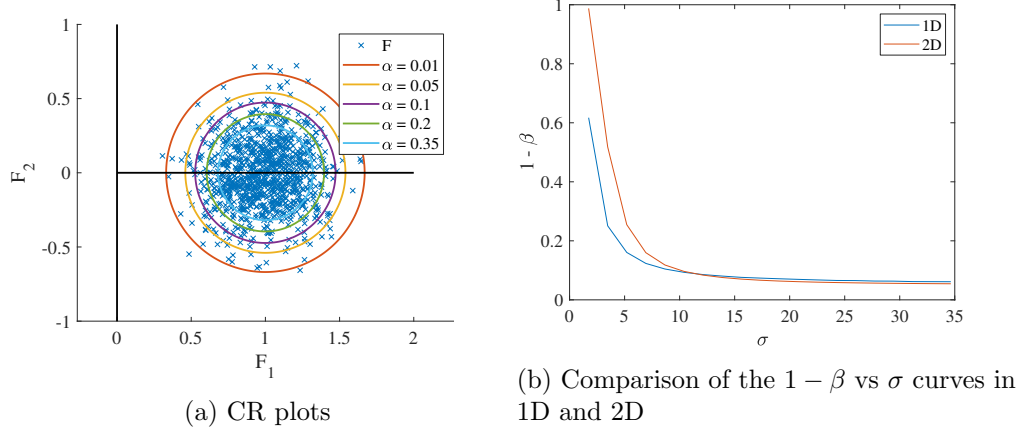 1
0.5
0
-0.5
-1
F₂
0
0.5
1
1.5
2
F₁
F
α = 0.01
α = 0.05
α = 0.1
α = 0.2
α = 0.35
(a) CR plots
1
0.8
0.6
0.4
0.2
0
1 - β
0
5
10
15
20
25
30
35
σ
1D
2D
(b) Comparison of the 1 − β vs σ curves in
1D and 2D